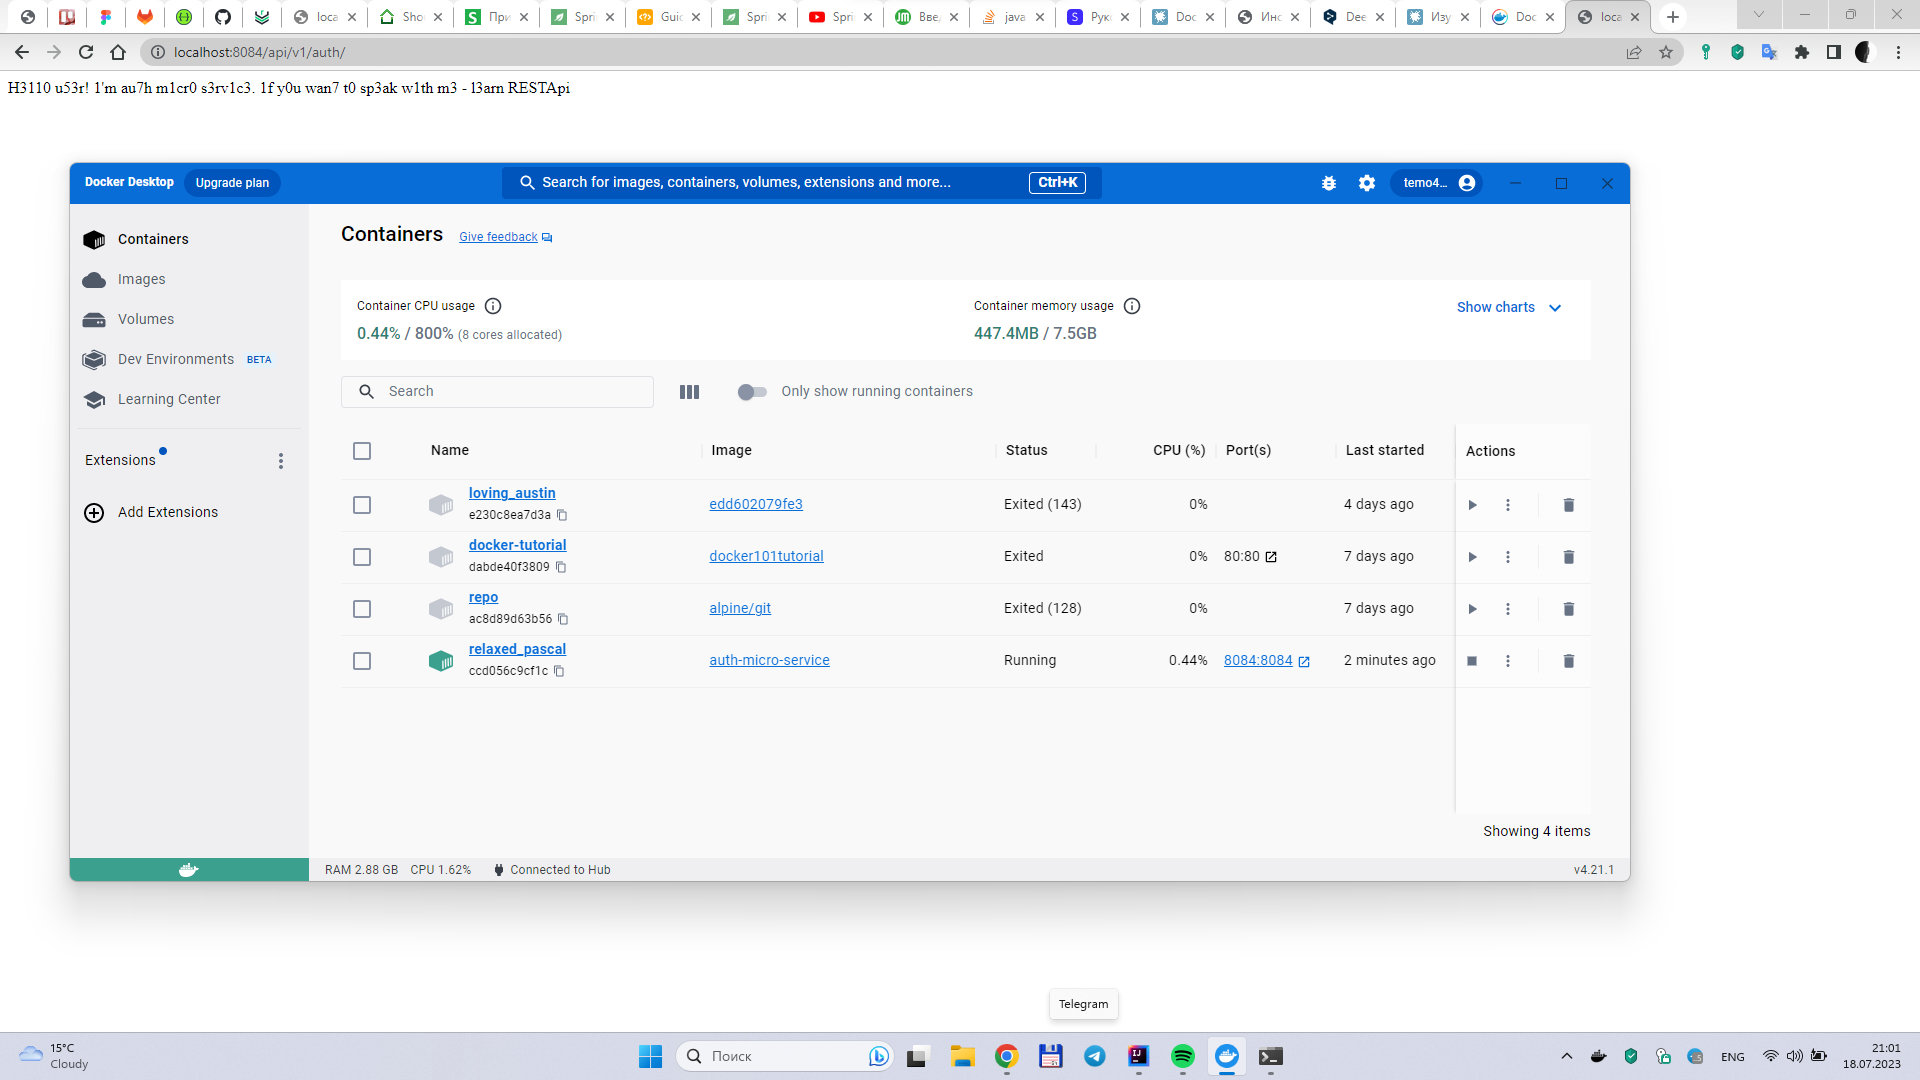 loca
Sho
При
Spri
Guic
Spri
Spri
Введ
java
Рук
Doc
Инс
Dee
Изу
Doc
loca
localhost:8084/api/v1/auth/
H3110 u53r! 1'm au7h m1cr0 s3rv1c3. 1f y0u wan7 t0 sp3ak w1th m3 - l3arn RESTApi
Docker Desktop Upgrade plan Search for images, containers, volumes, extensions and more... Ctrl+K temo4...
Containers
Images
Volumes
Dev Environments BETA
Learning Center
Extensions
Add Extensions
Containers Give feedback
Container CPU usage
0.44% / 800% (8 cores allocated)
Container memory usage
447.4MB / 7.5GB
Show charts
Search Only show running containers
Name Image Status CPU (%) Port(s) Last started Actions
loving_austin
e230c8ea7d3a
edd602079fe3 Exited (143) 0% 4 days ago
docker-tutorial
dabde40f3809
docker101tutorial Exited 0% 80:80 7 days ago
repo
ac8d89d63b56
alpine/git Exited (128) 0% 7 days ago
relaxed_pascal
ccd056c9cf1c
auth-micro-service Running 0.44% 8084:8084 2 minutes ago
Showing 4 items
RAM 2.88 GB CPU 1.62% Connected to Hub v4.21.1
Telegram
15°C
Cloudy
Поиск
ENG
21:01
18.07.2023